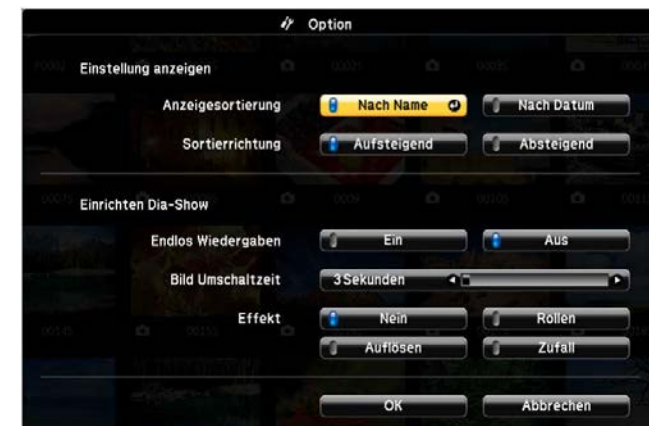 Option
Einstellung anzeigen
Anzeigesortierung Nach Name Nach Datum
Sortierrichtung Aufsteigend Absteigend
Einrichten Dia-Show
Endlos Wiedergaben Ein Aus
Bild Umschaltzeit 3Sekunden
Effekt Nein Rollen
Auflösen Zufall
OK Abbrechen